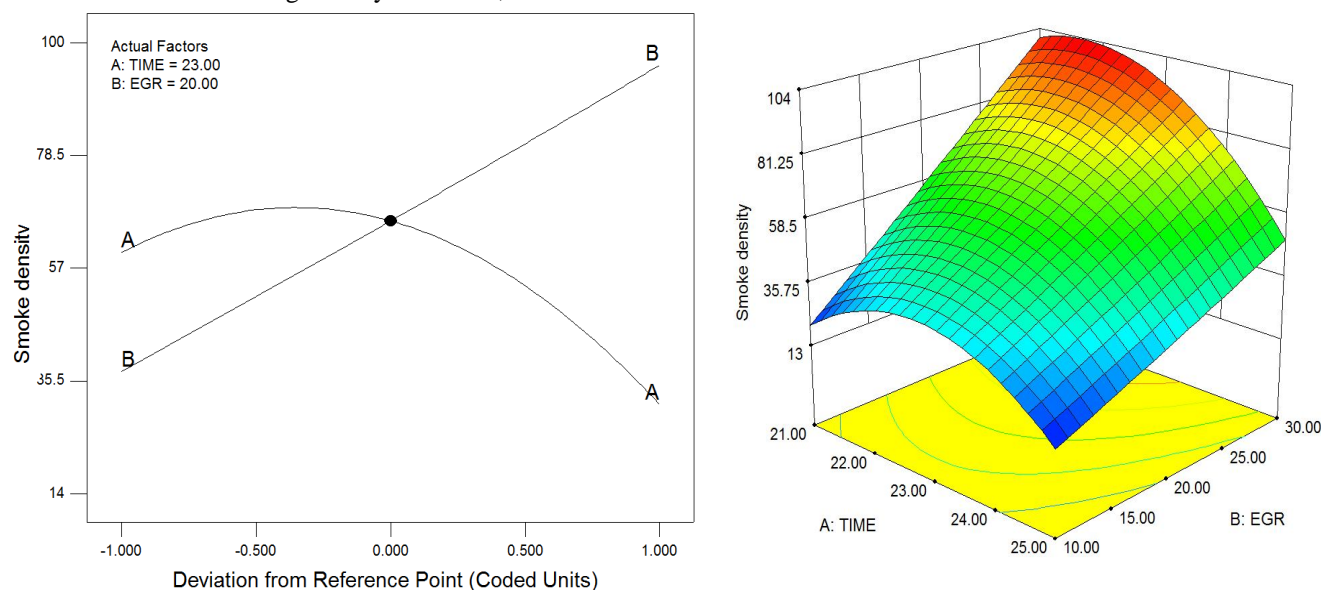 Actual Factors
A: TIME = 23.00
B: EGR = 20.00
100
78.5
57
35.5
14
Smoke density
A
B
B
A
-1.000 -0.500 0.000 0.500 1.000
Deviation from Reference Point (Coded Units)
104
81.25
58.5
35.75
13
Smoke density
21.00
22.00
23.00
24.00
25.00
A: TIME
10.00
15.00
20.00
25.00
30.00
B: EGR